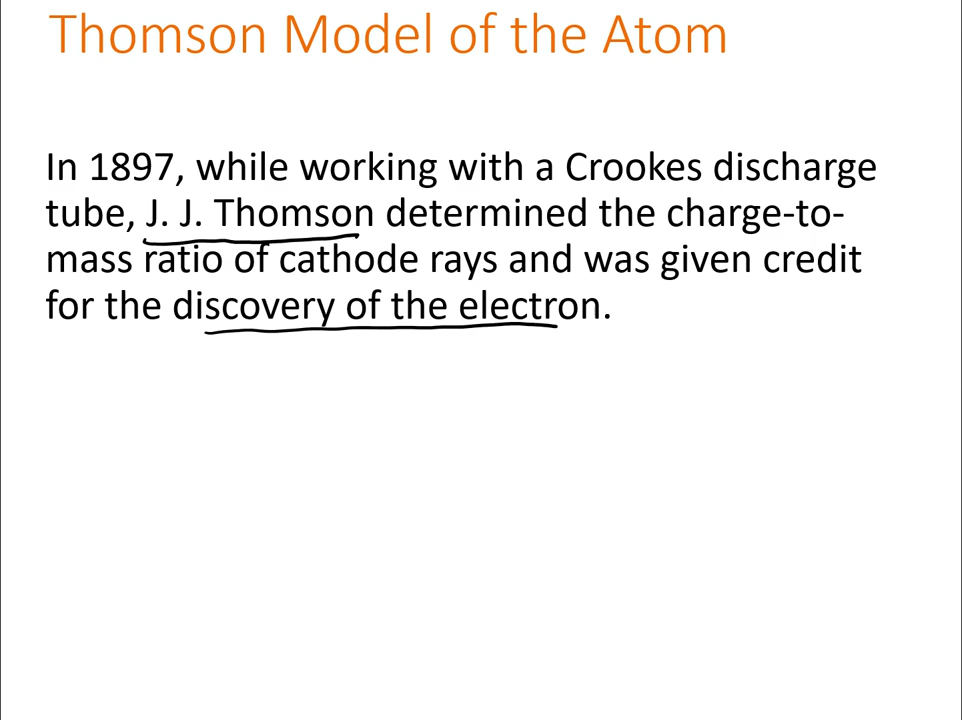 Thomson Model of the Atom
In 1897, while working with a Crookes discharge
tube, J. J. Thomson determined the charge-to-
mass ratio of cathode rays and was given credit
for the discovery of the electron.